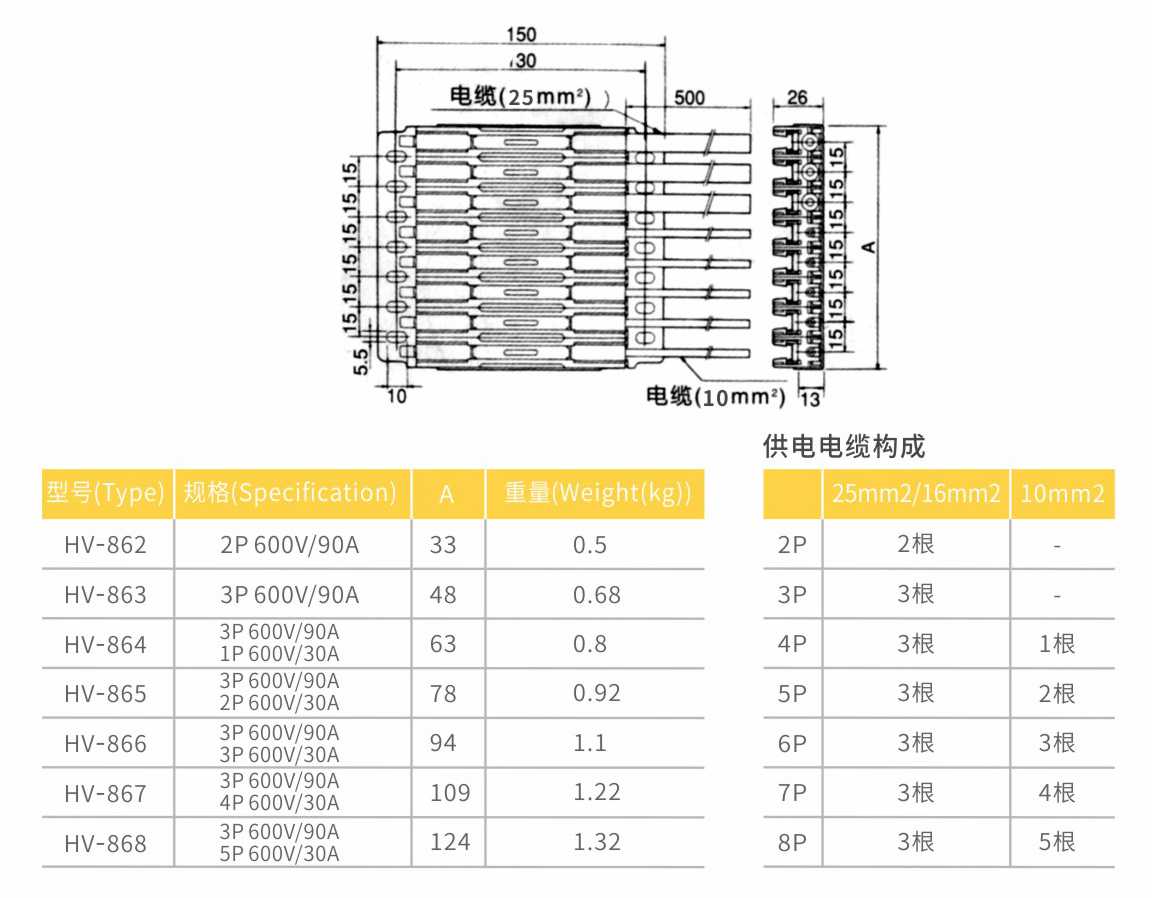 150
130
电缆(25mm²)）
500
26
15
15
15
15
15
15
5.5
10
15
15
15
15
15
15
15
A
13
电缆(10mm²)
供电电缆构成
型号(Type) 规格(Specification) A 重量(Weight(kg))
HV-862 2P 600V/90A 33 0.5
HV-863 3P 600V/90A 48 0.68
HV-864 3P 600V/90A 63 0.8
1P 600V/30A
HV-865 3P 600V/90A 78 0.92
2P 600V/30A
HV-866 3P 600V/90A 94 1.1
3P 600V/30A
HV-867 3P 600V/90A 109 1.22
4P 600V/30A
HV-868 3P 600V/90A 124 1.32
5P 600V/30A
25mm2/16mm2 10mm2
2P 2根 -
3P 3根 -
4P 3根 1根
5P 3根 2根
6P 3根 3根
7P 3根 4根
8P 3根 5根